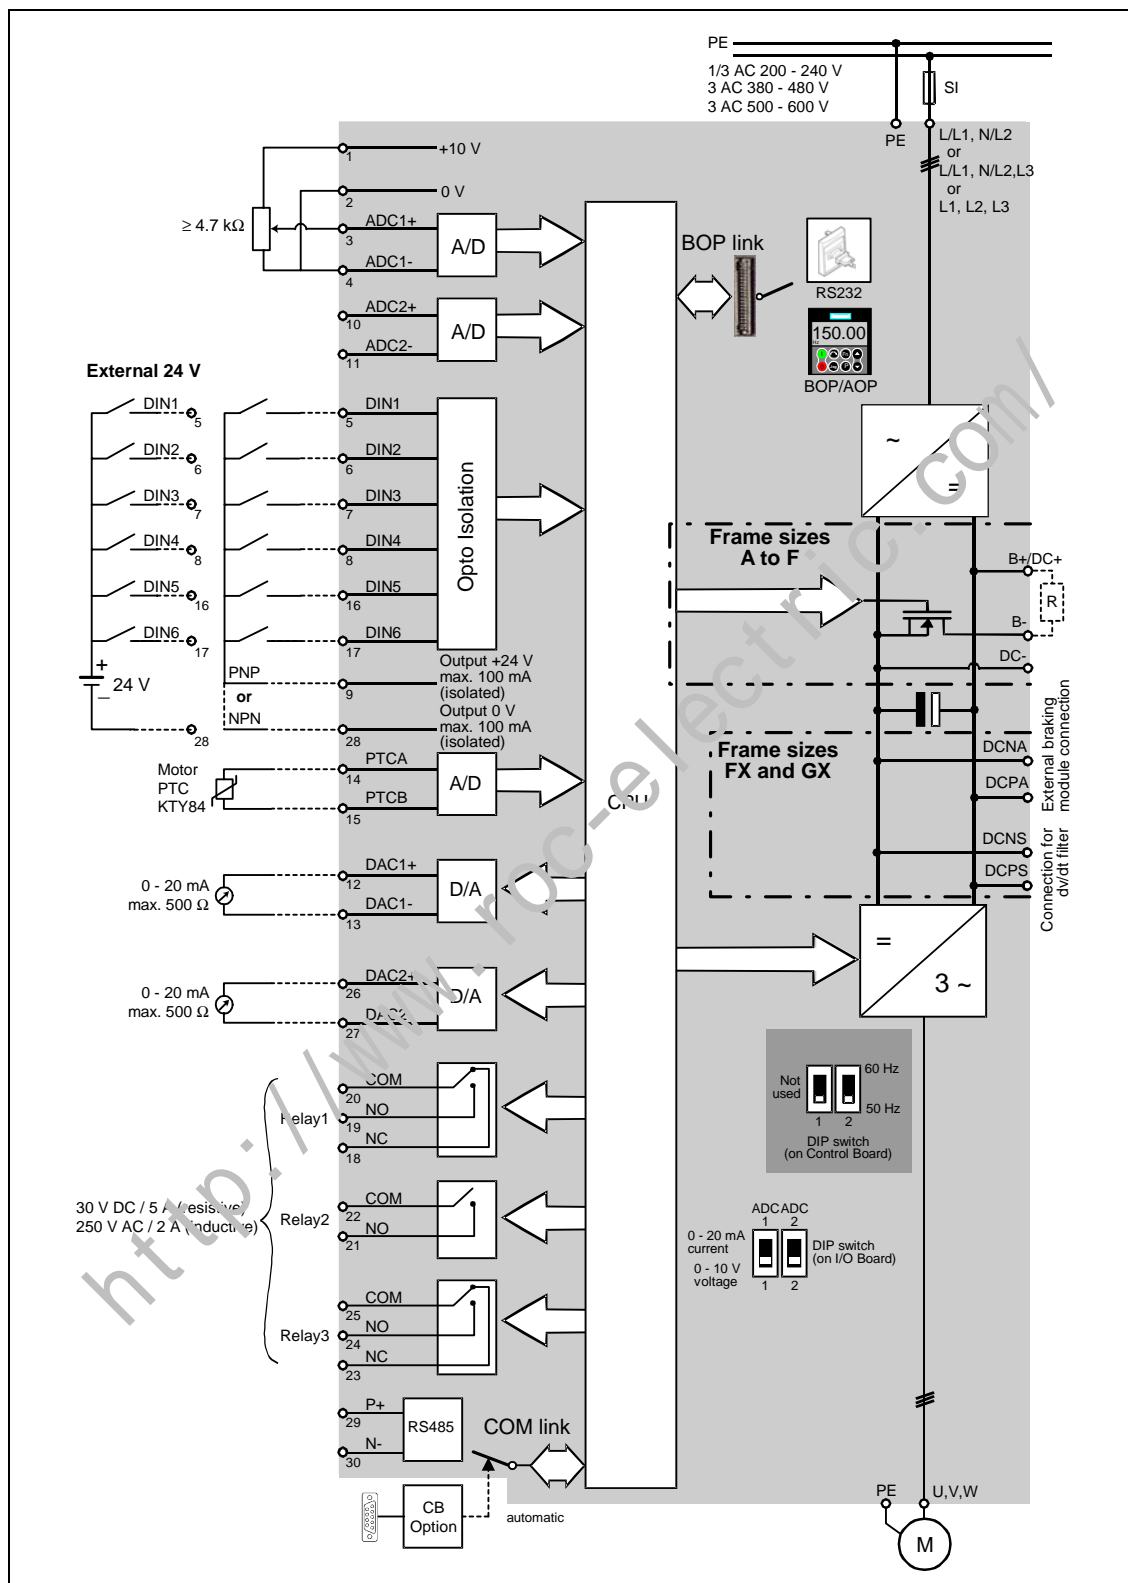 PE
1/3 AC 200 - 240 V
3 AC 380 - 480 V
3 AC 500 - 600 V
SI
PE
L/L1, N/L2
or
L/L1, N/L2,L3
or
L1, L2, L3
1
+10 V
2
0 V
≥ 4.7 kΩ
ADC1+
3
ADC1-
4
A/D
ADC2+
10
ADC2-
11
A/D
BOP link
RS232
150.00
Hz
BOP/AOP
External 24 V
DIN1
5
DIN2
6
DIN3
7
DIN4
8
DIN5
16
DIN6
17
+
24 V
_
28
DIN1
5
DIN2
6
DIN3
7
DIN4
8
DIN5
16
DIN6
17
Opto Isolation
PNP
or
NPN
9
Output +24 V
max. 100 mA
(isolated)
Output 0 V
max. 100 mA
(isolated)
28
Motor
PTC
KTY84
PTCA
14
PTCB
15
A/D
CPU
~
=
Frame sizes
A to F
B+/DC+
R
B-
DC-
Frame sizes
FX and GX
DCNA
DCPA
External braking
module connection
DCNS
DCPS
Connection for
dv/dt filter
=
3 ~
0 - 20 mA
max. 500 Ω
DAC1+
12
DAC1-
13
D/A
0 - 20 mA
max. 500 Ω
DAC2+
26
DAC2
27
D/A
30 V DC / 5 A (resistive)
250 V AC / 2 A (inductive)
Relay1
COM
20
NO
19
NC
18
Relay2
COM
22
NO
21
Relay3
COM
25
NO
24
NC
23
Not
used
60 Hz
50 Hz
1 2
DIP switch
(on Control Board)
ADC ADC
1 2
0 - 20 mA
current
0 - 10 V
voltage
DIP switch
(on I/O Board)
1 2
P+
29
N-
30
RS485
COM link
CB
Option
automatic
PE
U,V,W
M
http://www.roc-electric.com/